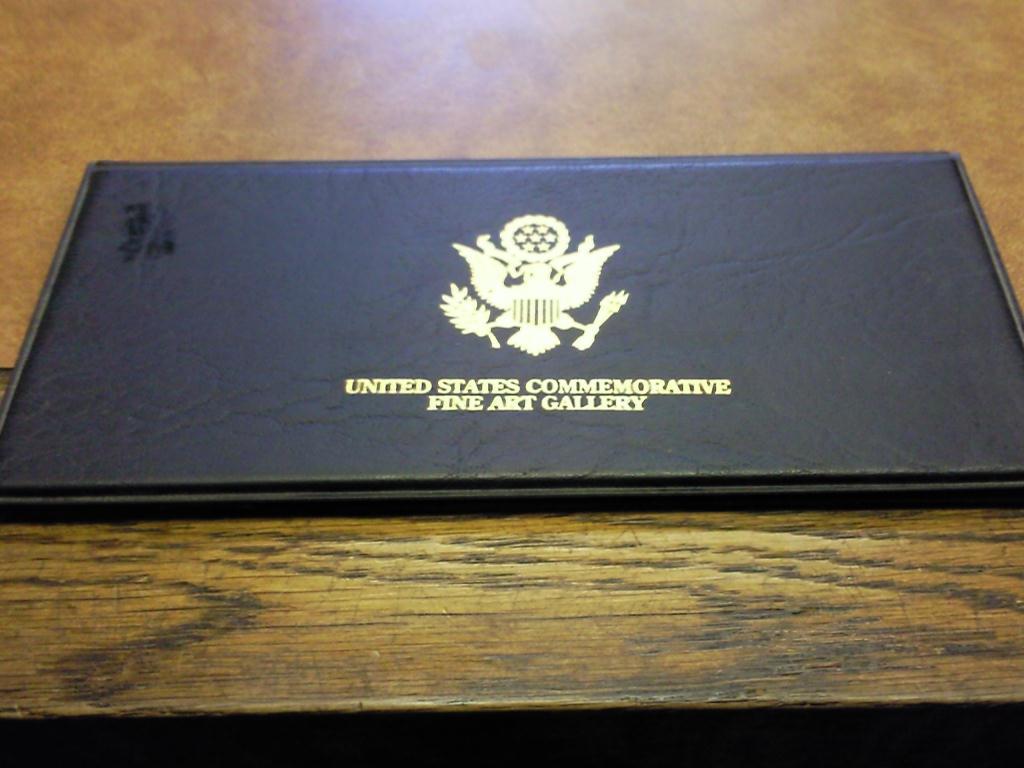 UNITED STATES COMMEMORATIVE
FINE ART GALLERY